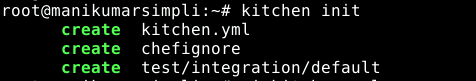 root@manikumarsimpli:~# kitchen init
create kitchen.yml
create chefignore
create test/integration/default